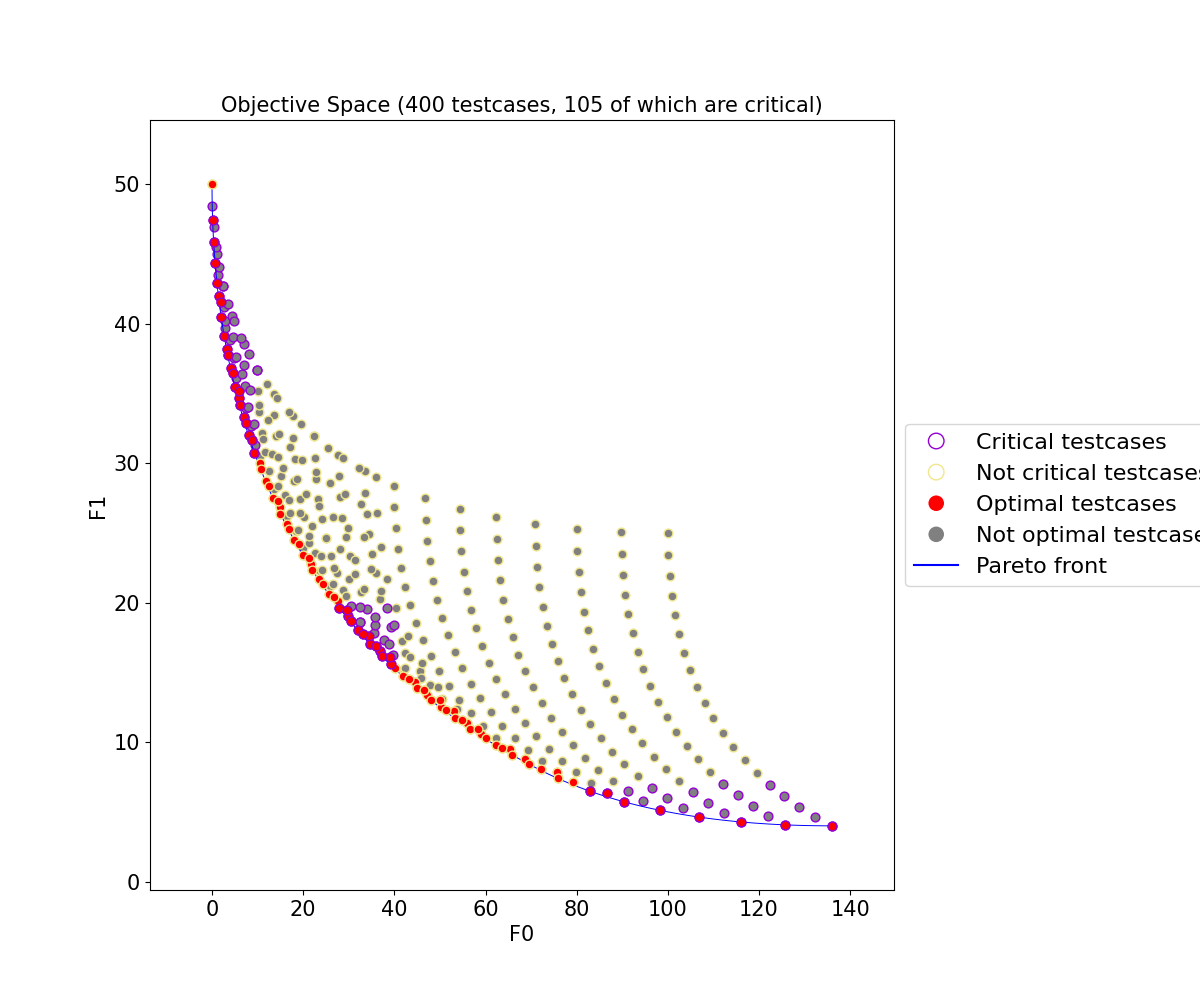 Objective Space (400 testcases, 105 of which are critical)
50
40
30
20
10
0
F1
0 20 40 60 80 100 120 140
F0
Critical testcases
Not critical testcases
Optimal testcases
Not optimal testcase
Pareto front